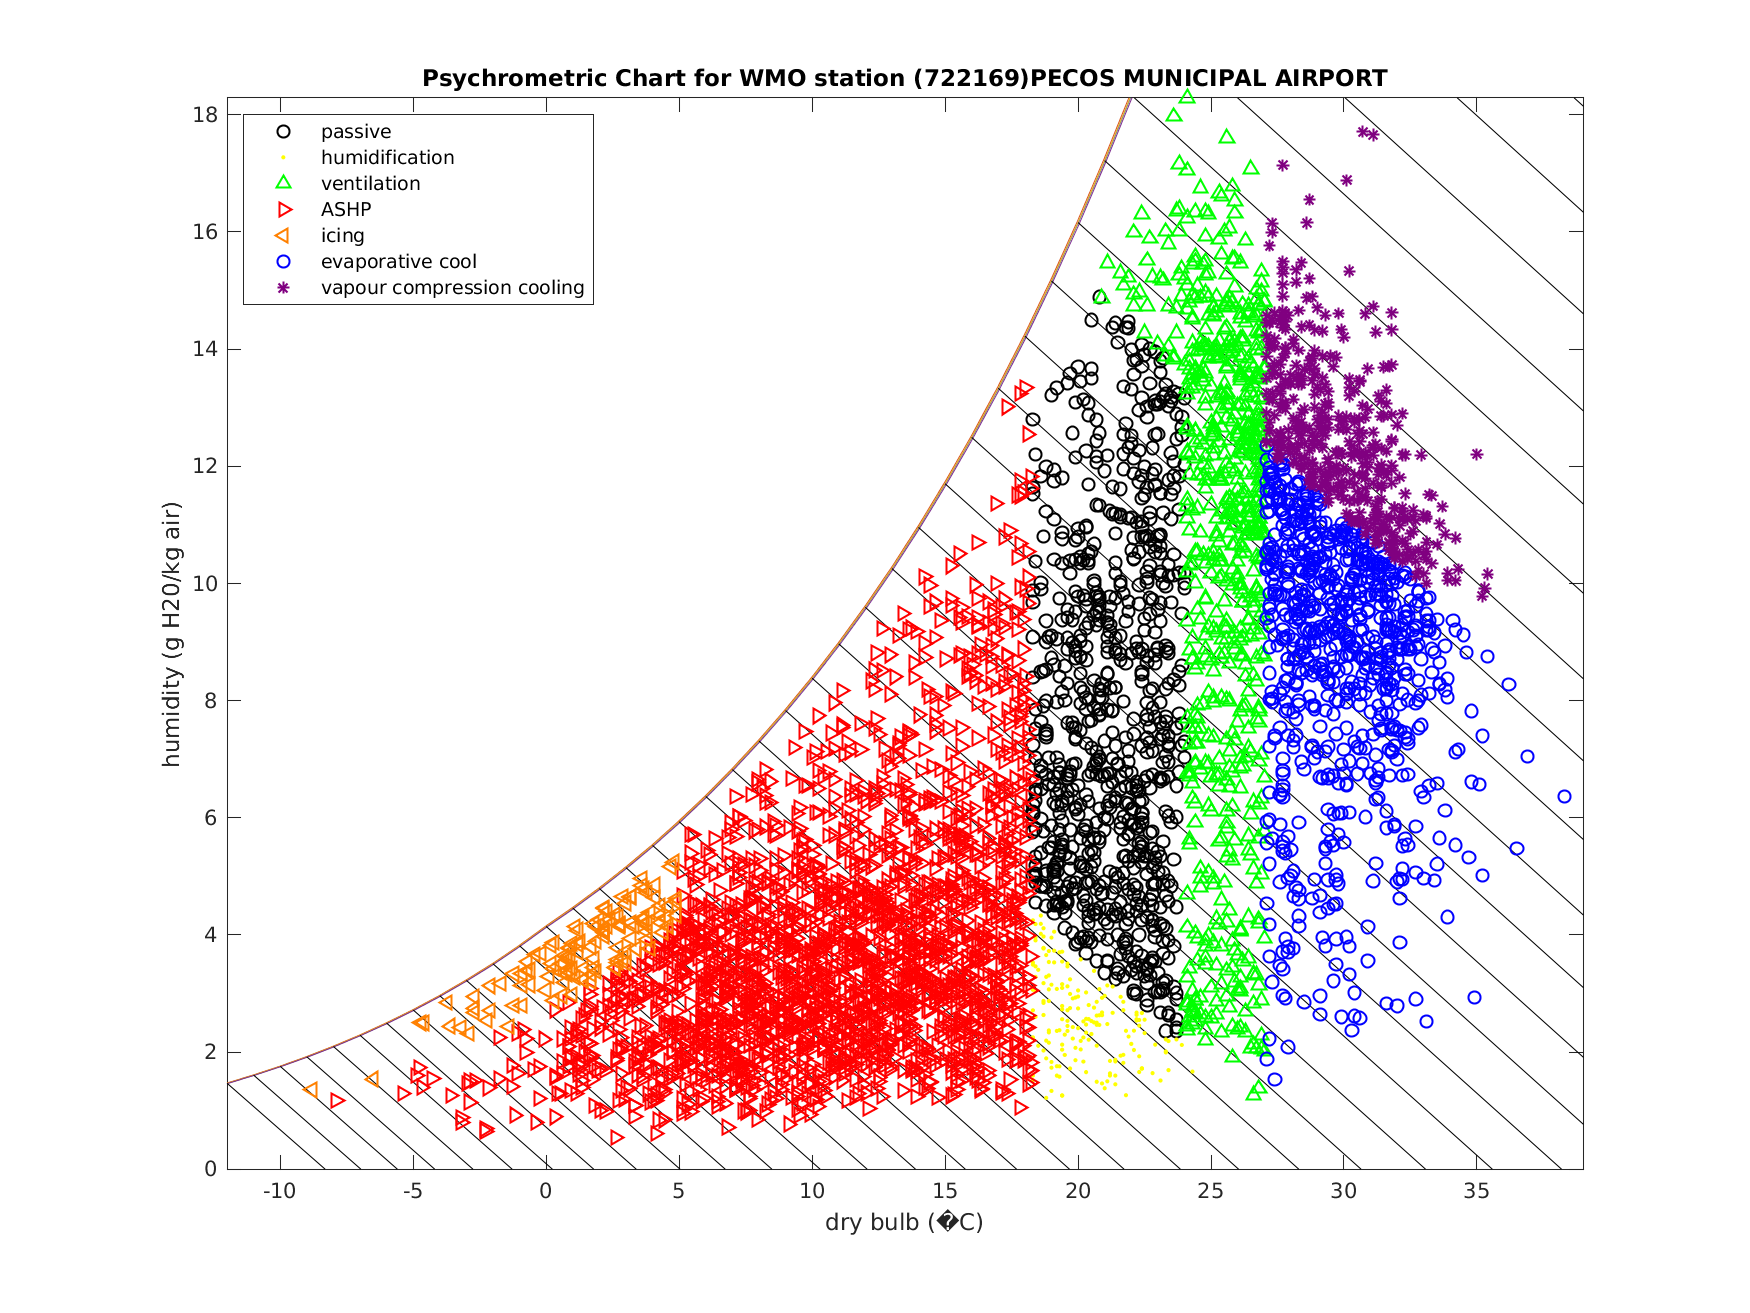 Psychrometric Chart for WMO station (722169)PECOS MUNICIPAL AIRPORT
passive
humidification
ventilation
ASHP
icing
evaporative cool
vapour compression cooling
18
16
14
12
10
8
6
4
2
0
humidity (g H20/kg air)
-10 -5 0 5 10 15 20 25 30 35
dry bulb (�C)